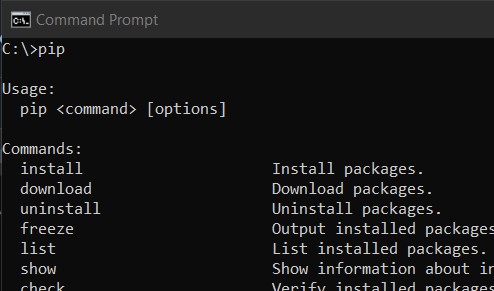 Command Prompt
C:\>pip
Usage:
pip <command> [options]
Commands:
install Install packages.
download Download packages.
uninstall Uninstall packages.
freeze Output installed packages
list List installed packages.
show Show information about
check Verify installed packages